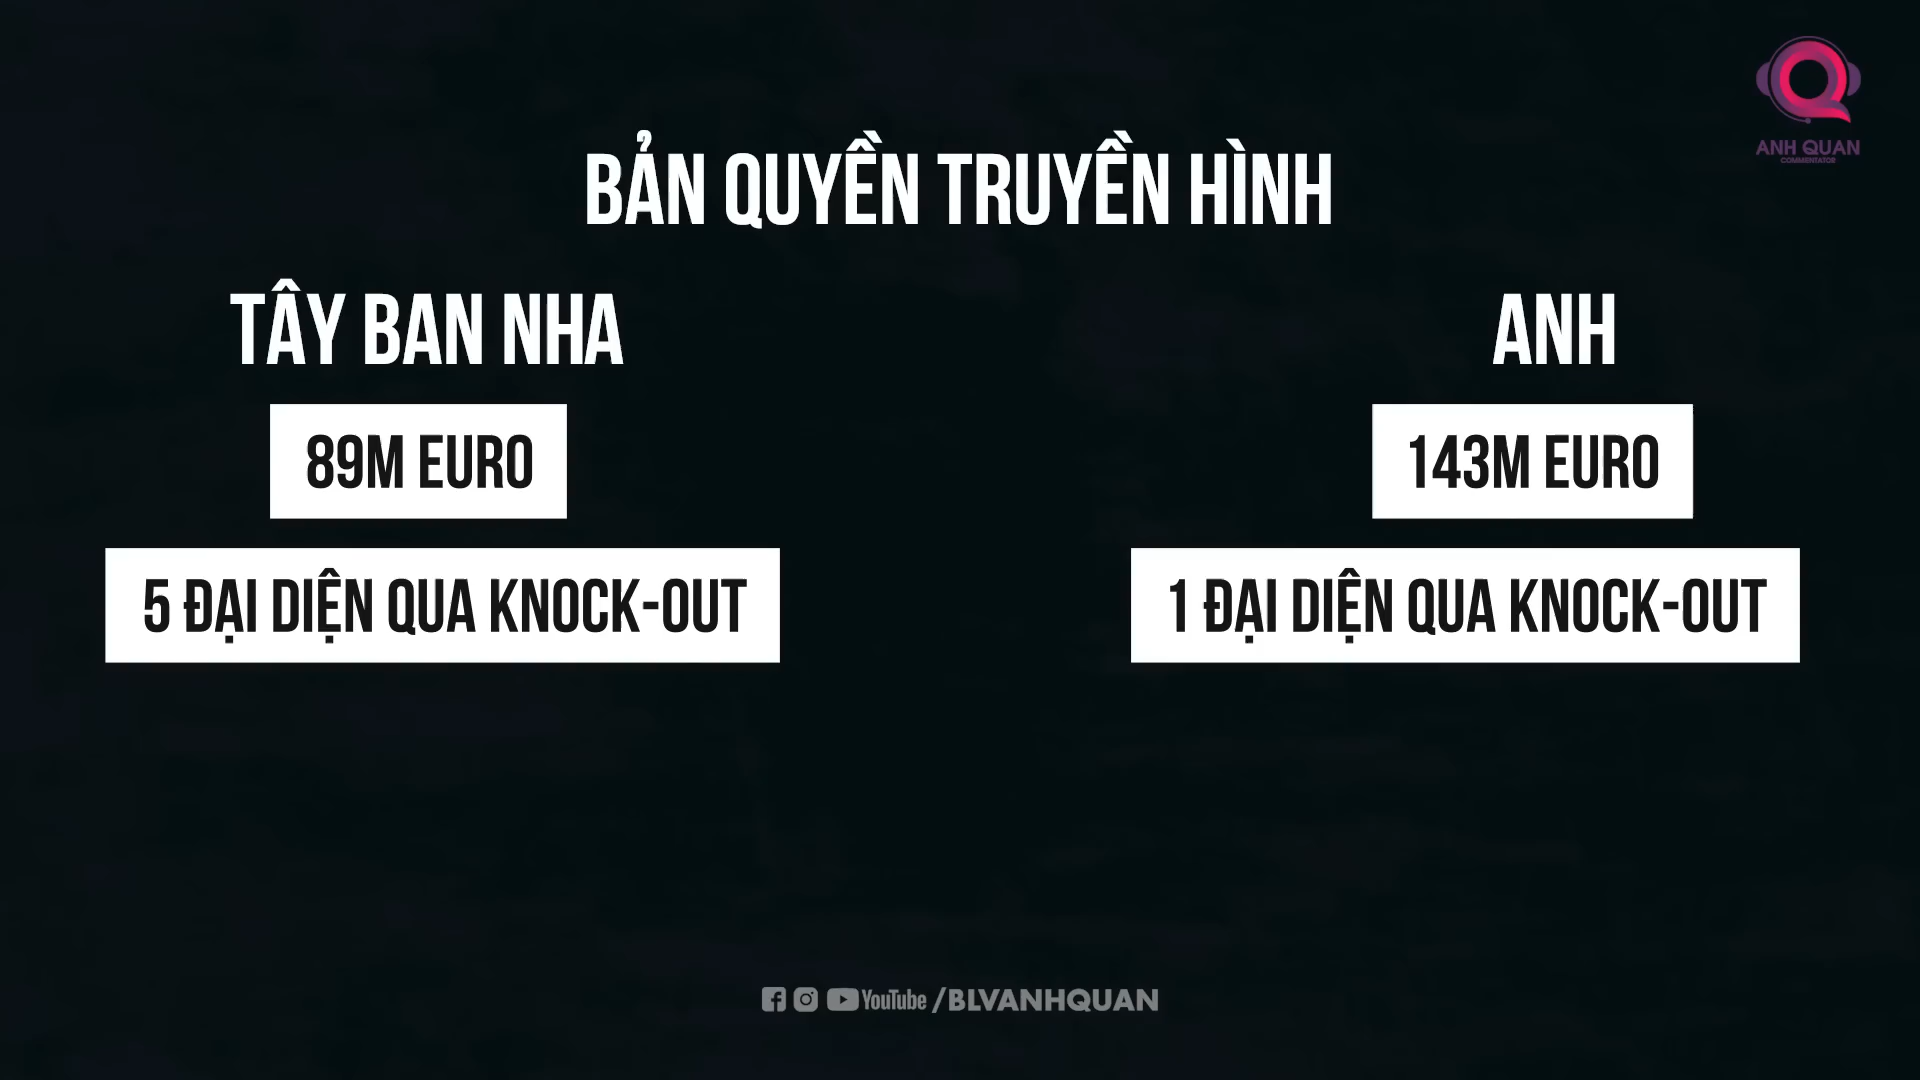 ANH QUAN
COMMENTATOR
BẢN QUYỀN TRUYỀN HÌNH
TÂY BAN NHA
ANH
89M EURO
143M EURO
5 ĐẠI DIỆN QUA KNOCK-OUT
1 ĐẠI DIỆN QUA KNOCK-OUT
YouTube /BLVANHQUAN